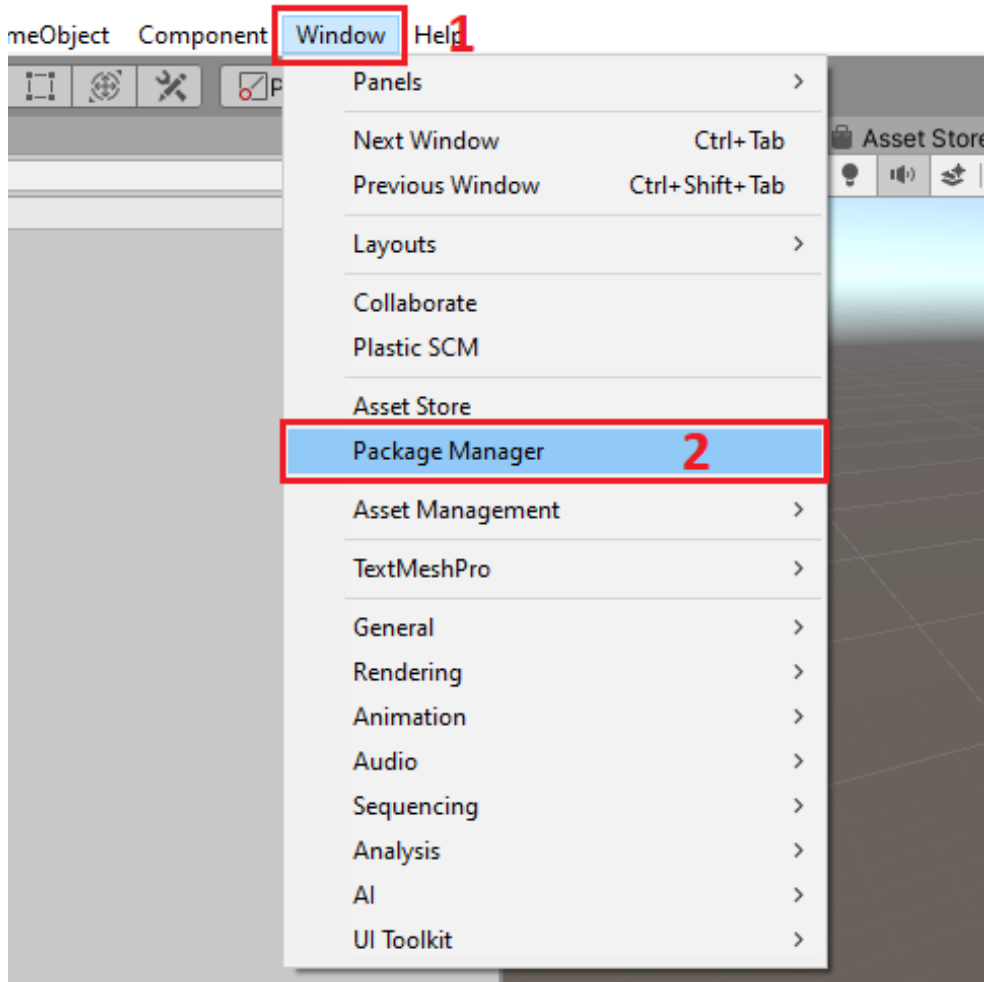 meObject Component Window Help 1
Panels
Next Window Ctrl+Tab
Previous Window Ctrl+Shift+Tab
Asset Store
Layouts
Collaborate
Plastic SCM
Asset Store
Package Manager 2
Asset Management
TextMeshPro
General
Rendering
Animation
Audio
Sequencing
Analysis
AI
UI Toolkit